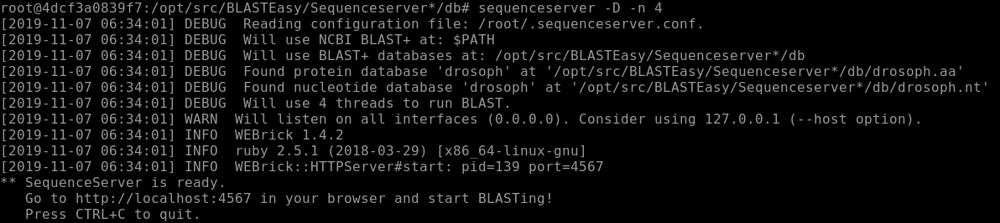 root@4dcf3a0839f7:/opt/src/BLASTEasy/Sequenceserver*/db# sequenceserver -D -n 4
[2019-11-07 06:34:01] DEBUG  Reading configuration file: /root/.sequenceserver.conf.
[2019-11-07 06:34:01] DEBUG  Will use NCBI BLAST+ at: $PATH
[2019-11-07 06:34:01] DEBUG  Will use BLAST+ databases at: /opt/src/BLASTEasy/Sequenceserver*/db
[2019-11-07 06:34:01] DEBUG  Found protein database 'drosoph' at '/opt/src/BLASTEasy/Sequenceserver*/db/drosoph.aa'
[2019-11-07 06:34:01] DEBUG  Found nucleotide database 'drosoph' at '/opt/src/BLASTEasy/Sequenceserver*/db/drosoph.nt'
[2019-11-07 06:34:01] DEBUG  Will use 4 threads to run BLAST.
[2019-11-07 06:34:01] WARN  Will listen on all interfaces (0.0.0.0). Consider using 127.0.0.1 (--host option).
[2019-11-07 06:34:01] INFO  WEBrick 1.4.2
[2019-11-07 06:34:01] INFO  ruby 2.5.1 (2018-03-29) [x86_64-linux-gnu]
[2019-11-07 06:34:01] INFO  WEBrick::HTTPServer#start: pid=139 port=4567
** SequenceServer is ready.
   Go to http://localhost:4567 in your browser and start BLASTing!
   Press CTRL+C to quit.